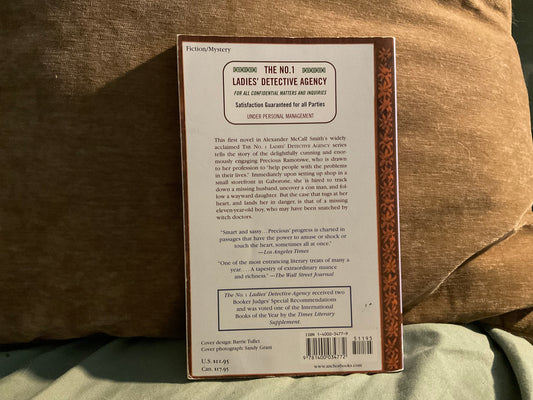 Fiction/Mystery
THE NO.1
LADIES' DETECTIVE AGENCY
FOR ALL CONFIDENTIAL MATTERS AND INQUIRIES
Satisfaction Guaranteed for all Parties
UNDER PERSONAL MANAGEMENT
This first novel in Alexander McCall Smith's widely
acclaimed THE NO. 1 LADIES' DETECTIVE AGENCY series
tells the story of the delightfully cunning and enor-
mously engaging Precious Ramotswe, who is drawn
to her profession to "help people with the problems
in their lives." Immediately upon setting up shop in a
small storefront in Gaborone, she is hired to track
down a missing husband, uncover a con man, and fol-
low a wayward daughter. But the case that tugs at her
heart, and lands her in danger, is that of a missing
eleven-year-old boy, who may have been snatched by
witch doctors.
"Smart and sassy. . . . Precious' progress is charted in
passages that have the power to amuse or shock or
touch the heart, sometimes all at once."
—Los Angeles Times
"One of the most entrancing literary treats of many a
year. . . . A tapestry of extraordinary nuance
and richness." —The Wall Street Journal
The No. 1 Ladies' Detective Agency received two
Booker Judges' Special Recommendations
and was voted one of the International
Books of the Year by the Times Literary
Supplement.
Cover design: Barrie Tullet
Cover photograph: Sandy Grant
U.S. $11.95
Can. $17.95
ISBN 1-4000-3477-9
51195
9 781400 034772
www.anchorbooks.com